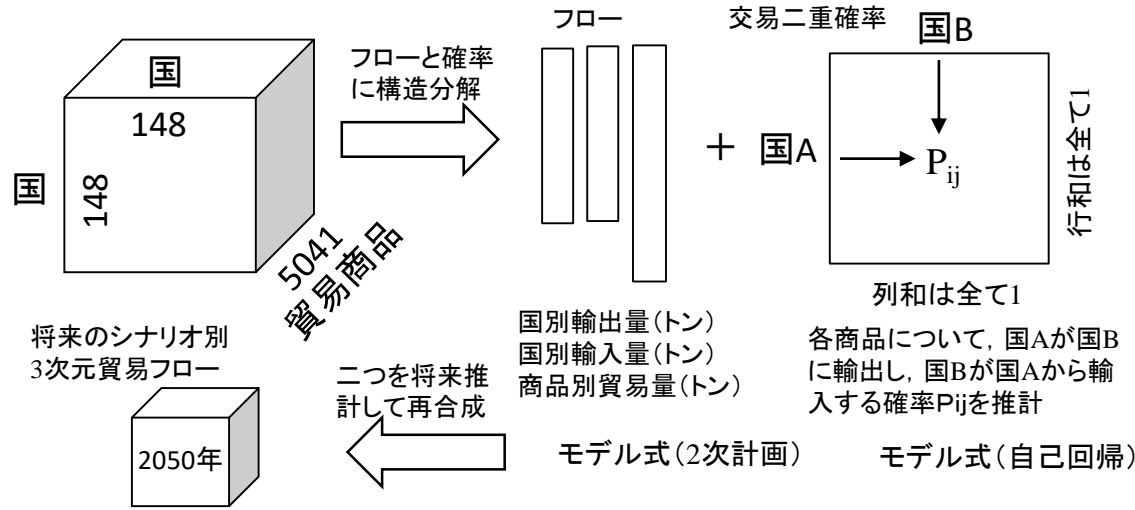 国
148
国
148
5041
貿易商品
フローと確率
に構造分解
フロー
交易二重確率
国B
+
国A
Pij
行和は全て1
列和は全て1
国別輸出量(トン)
国別輸入量(トン)
商品別貿易量(トン)
各商品について, 国Aが国B
に輸出し, 国Bが国Aから輸
入する確率Pijを推計
モデル式(2次計画)
モデル式(自己回帰)
二つを将来推
計して再合成
将来のシナリオ別
3次元貿易フロー
2050年